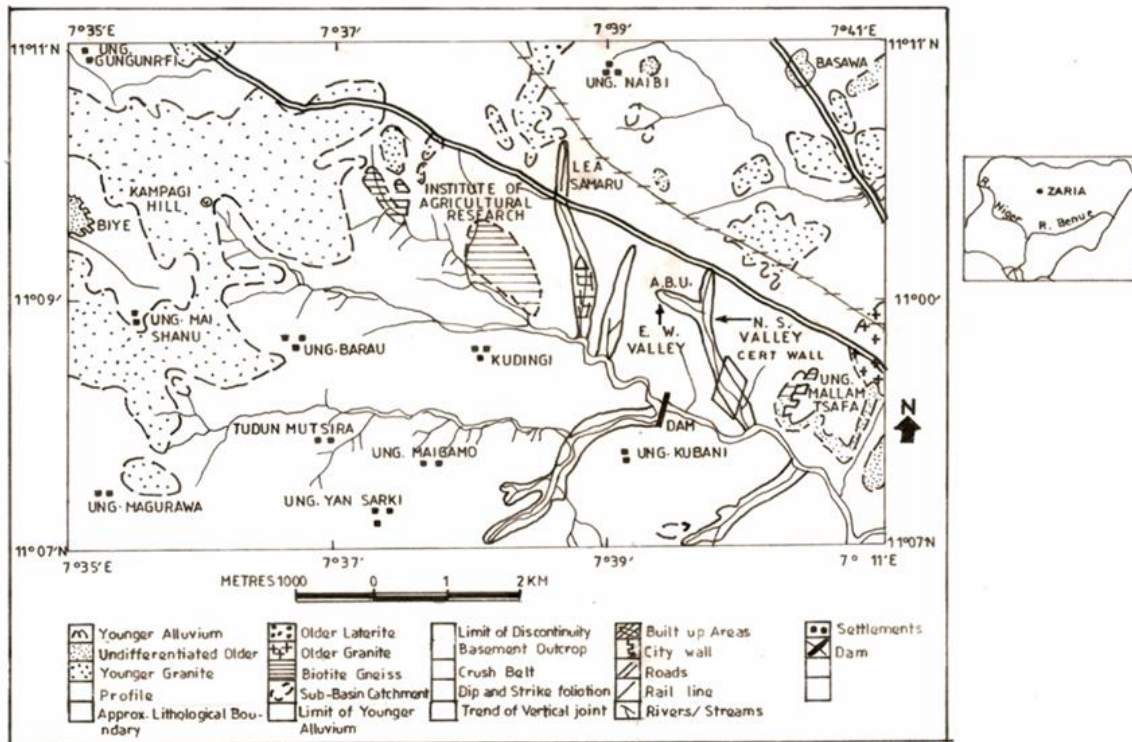 7°35'E
7°37'
7°39
7°41'E
11°11'N
11°11'N
UNG.
GUNGUNRFI
UNG. NAIBI
BASAWA
LEA
SAMARU
INSTITUTE OF
AGRICULTURAL
RESEARCH
KAMPAGI
HILL
BIYE
ZARIA
R. Niger
R. Benue
11°09'
11°00'
A.B.U.
E. W.
VALLEY
N. S.
VALLEY
CERT WALL
UNG. MAI
SHANU
UNG. BARAU
KUDINGI
UNG.
MALLAM
TSAFA
N
DAM
TUDUN MUTSIRA
UNG. MAIGAMO
UNG. KUBANI
UNG. MAGURAWA
UNG. YAN SARKI
11°07'N
11°07'N
7°35'E
7°37'
7°39'
7° 11'E
METRES 1000 0 1 2 KM
Younger Alluvium
Undifferentiated Older
Younger Granite
Profile
Approx. Lithological Bou-
ndary
Older Laterite
Older Granite
Biotite Gneiss
Sub-Basin Catchment
Limit of Younger
Alluvium
Limit of Discontinuity
Basement Outcrop
Crush Belt
Dip and Strike foliotion
Trend of Vertical joint
Built up Areas
City wall
Roads
Rail line
Rivers/ Streams
Settlements
Dam